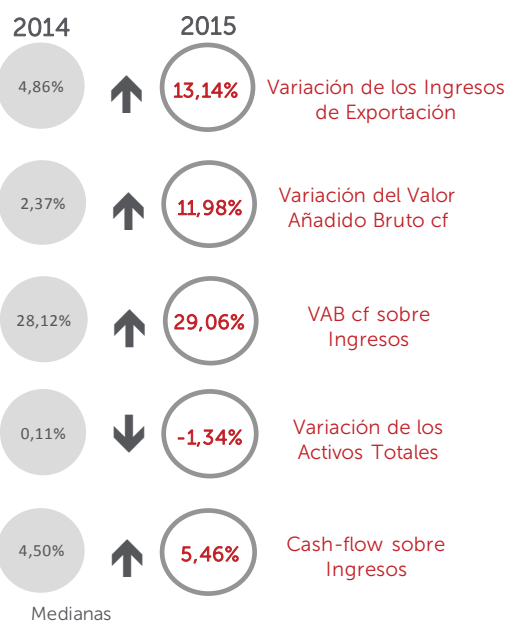 2014 2015
4,86% 13,14% Variación de los Ingresos
de Exportación
2,37% 11,98% Variación del Valor
Añadido Bruto cf
28,12% 29,06% VAB cf sobre
Ingresos
0,11% -1,34% Variación de los
Activos Totales
4,50% 5,46% Cash-flow sobre
Ingresos
Medianas